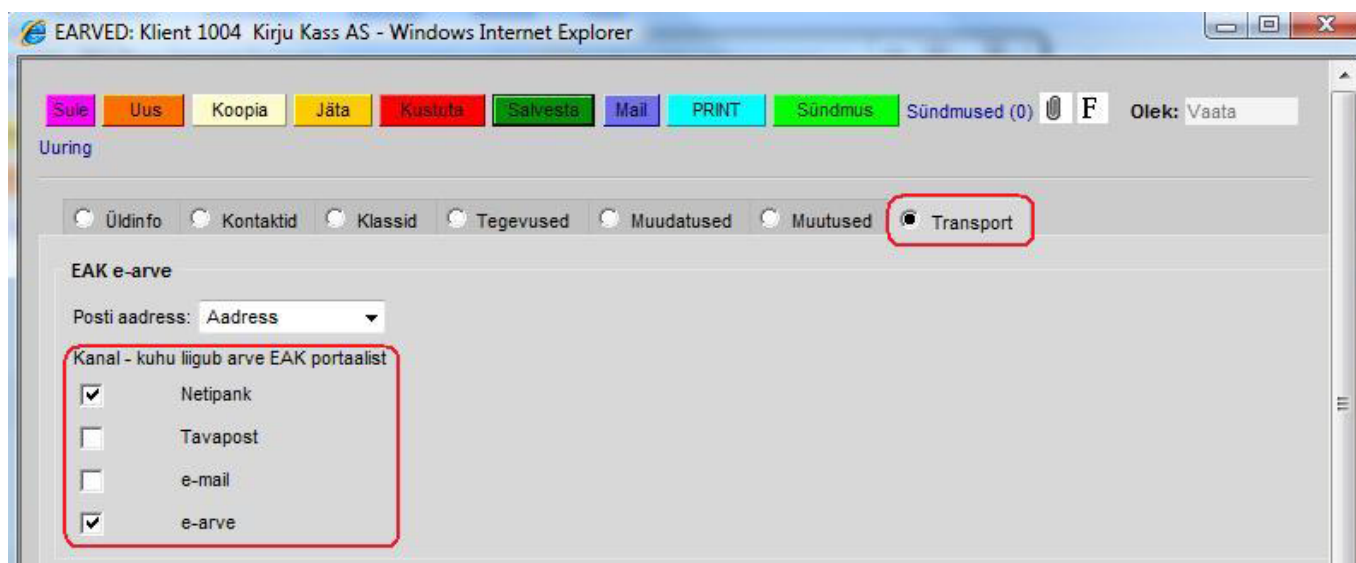 EARVED: Klient 1004 Kirju Kass AS - Windows Internet Explorer
Sule Uus Koopia Jäta Kustuta Salvesta Mail PRINT Sündmus Sündmused (0) F Olek: Vaata
Uuring
Üldinfo Kontaktid Klassid Tegevused Muudatused Muutused Transport
EAK e-arve
Posti aadress: Aadress
Kanal - kuhu liigub arve EAK portaalist
Netipank
Tavapost
e-mail
e-arve